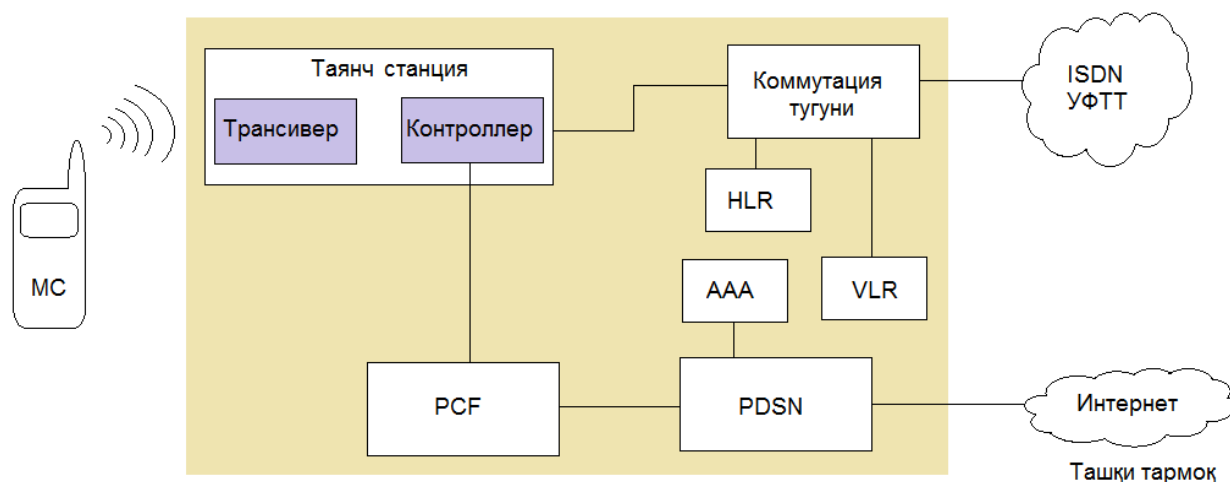 Таянч станция
Трансивер
Контроллер
Коммутация
тугуни
ISDN
УФТТ
HLR
МС
AAA
VLR
PCF
PDSN
Интернет
Ташқи тармоқ